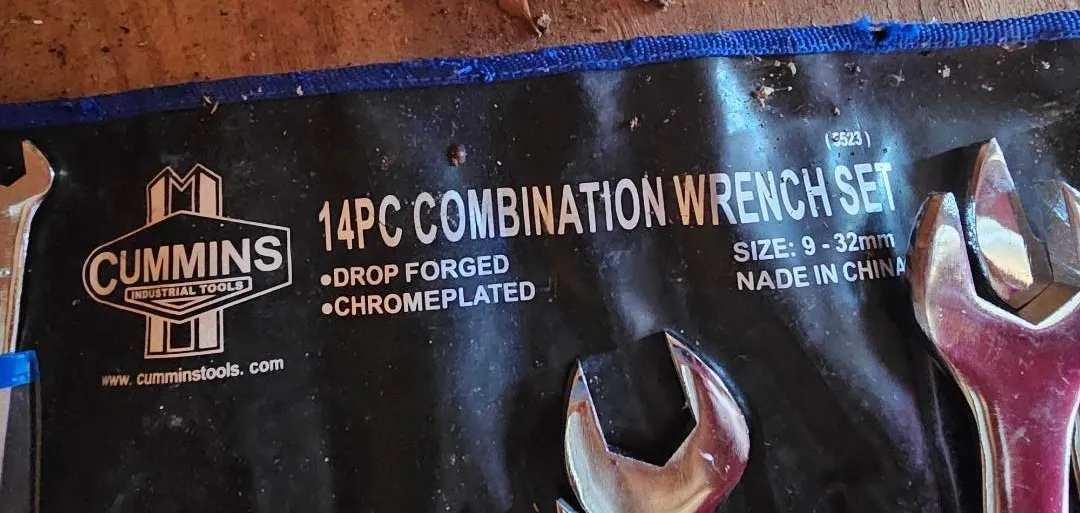 CUMMINS
INDUSTRIAL TOOLS
www. cumminstools. com
14PC COMBINATION WRENCH SET
•DROP FORGED
•CHROMEPLATED
(5523)
SIZE: 9 - 32mm
NADE IN CHINA